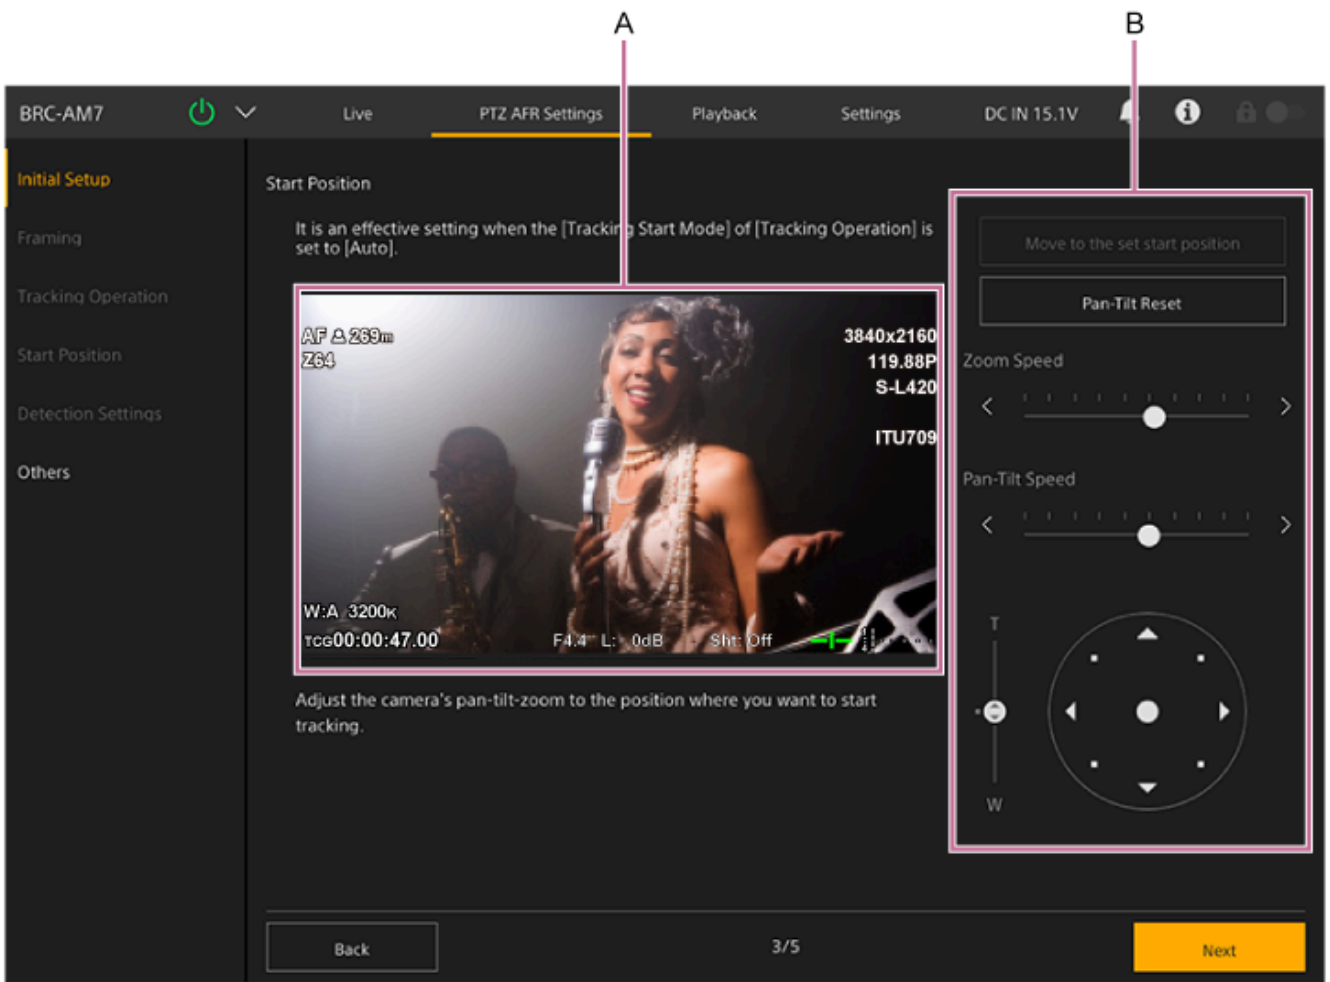 A
B
BRC-AM7
Live
PTZ AFR Settings
Playback
Settings
DC IN 15.1V
Initial Setup
Framing
Tracking Operation
Start Position
Detection Settings
Others
Start Position
It is an effective setting when the [Tracking Start Mode] of [Tracking Operation] is
set to [Auto].
AF 269m
Z64
3840x2160
119.88P
S-L420
ITU709
W:A 3200K
TCG00:00:47.00
F4.4 L: 0dB Sht: Off
Adjust the camera's pan-tilt-zoom to the position where you want to start
tracking.
Move to the set start position
Pan-Tilt Reset
Zoom Speed
Pan-Tilt Speed
T
W
Back
3/5
Next